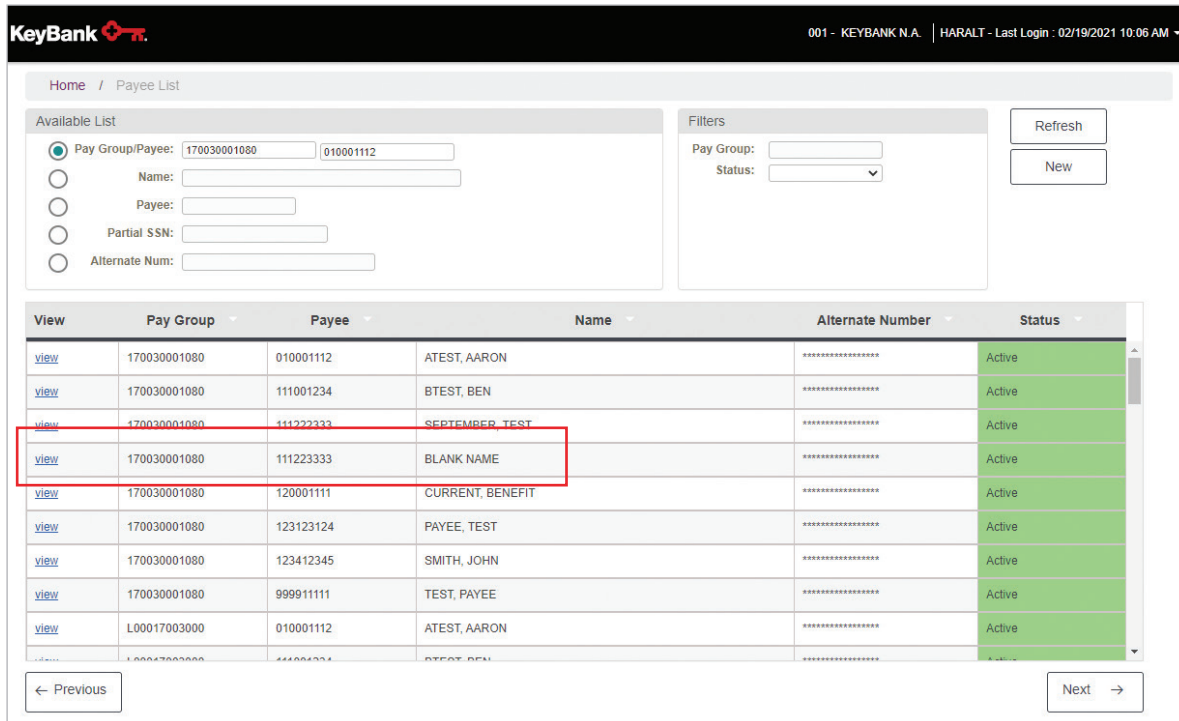 KeyBank
001 - KEYBANK N.A. | HARALT - Last Login : 02/19/2021 10:06 AM
Home / Payee List
Available List
Pay Group/Payee: 170030001080 010001112
Name:
Payee:
Partial SSN:
Alternate Num:
Filters
Pay Group:
Status:
Refresh
New
View Pay Group Payee Name Alternate Number Status
view 170030001080 010001112 ATEST, AARON ***************** Active
view 170030001080 111001234 BTEST, BEN ***************** Active
view 170030001080 111222333 SEPTEMBER, TEST ***************** Active
view 170030001080 111223333 BLANK NAME ***************** Active
view 170030001080 120001111 CURRENT, BENEFIT ***************** Active
view 170030001080 123123124 PAYEE, TEST ***************** Active
view 170030001080 123412345 SMITH, JOHN ***************** Active
view 170030001080 999911111 TEST, PAYEE ***************** Active
view L00017003000 010001112 ATEST, AARON ***************** Active
← Previous
Next →